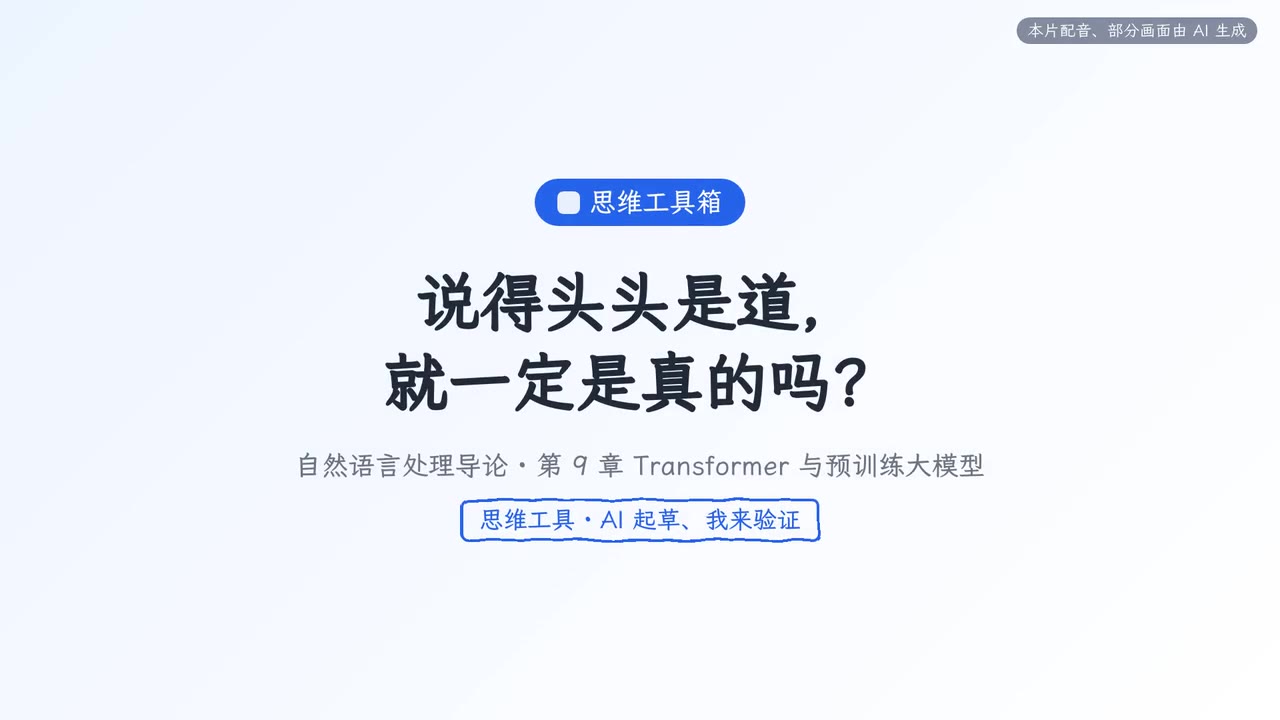 本片配音、部分画面由 AI 生成
思维工具箱
说得头头是道,
就一定是真的吗?
自然语言处理导论·第 9 章 Transformer 与预训练大模型
思维工具·AI 起草、我来验证